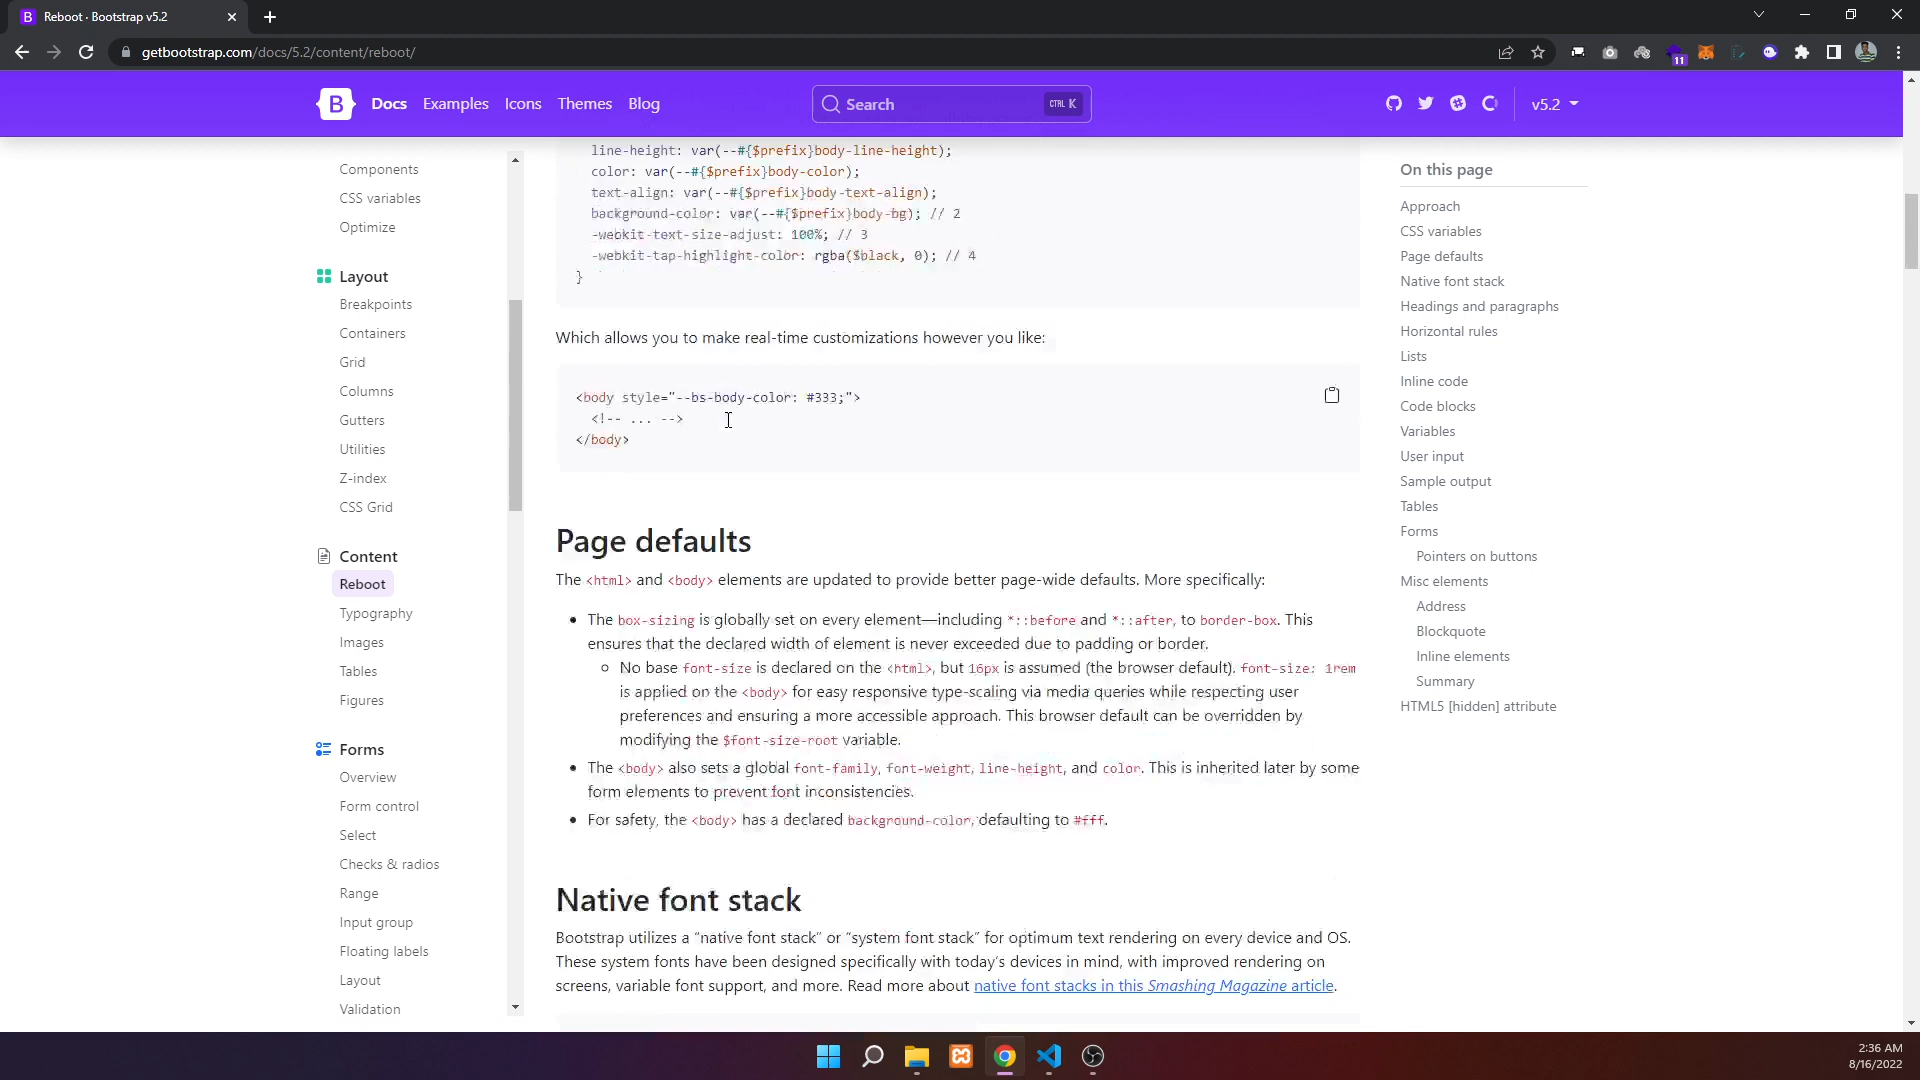 Reboot · Bootstrap v5.2
getbootstrap.com/docs/5.2/content/reboot/
11
B
Docs
Examples
Icons
Themes
Blog
Search
CTRL K
v5.2
Components
CSS variables
Optimize
Layout
Breakpoints
Containers
Grid
Columns
Gutters
Utilities
Z-index
CSS Grid
Content
Reboot
Typography
Images
Tables
Figures
Forms
Overview
Form control
Select
Checks & radios
Range
Input group
Floating labels
Layout
Validation
line-height: var(--#{$prefix}body-line-height);
color: var(--#{$prefix}body-color);
text-align: var(--#{$prefix}body-text-align);
background-color: var(--#{$prefix}body-bg); // 2
-webkit-text-size-adjust: 100%; // 3
-webkit-tap-highlight-color: rgba($black, 0); // 4
}
Which allows you to make real-time customizations however you like:
<body style="--bs-body-color: #333;">
<!-- ... -->
</body>
Page defaults
The <html> and <body> elements are updated to provide better page-wide defaults. More specifically:
• The box-sizing is globally set on every element—including *::before and *::after, to border-box. This
ensures that the declared width of element is never exceeded due to padding or border.
○ No base font-size is declared on the <html>, but 16px is assumed (the browser default). font-size: 1rem
is applied on the <body> for easy responsive type-scaling via media queries while respecting user
preferences and ensuring a more accessible approach. This browser default can be overridden by
modifying the $font-size-root variable.
• The <body> also sets a global font-family, font-weight, line-height, and color. This is inherited later by some
form elements to prevent font inconsistencies.
• For safety, the <body> has a declared background-color, defaulting to #fff.
Native font stack
Bootstrap utilizes a “native font stack” or “system font stack” for optimum text rendering on every device and OS.
These system fonts have been designed specifically with today’s devices in mind, with improved rendering on
screens, variable font support, and more. Read more about native font stacks in this Smashing Magazine article.
On this page
Approach
CSS variables
Page defaults
Native font stack
Headings and paragraphs
Horizontal rules
Lists
Inline code
Code blocks
Variables
User input
Sample output
Tables
Forms
Pointers on buttons
Misc elements
Address
Blockquote
Inline elements
Summary
HTML5 [hidden] attribute
2:36 AM
8/16/2022